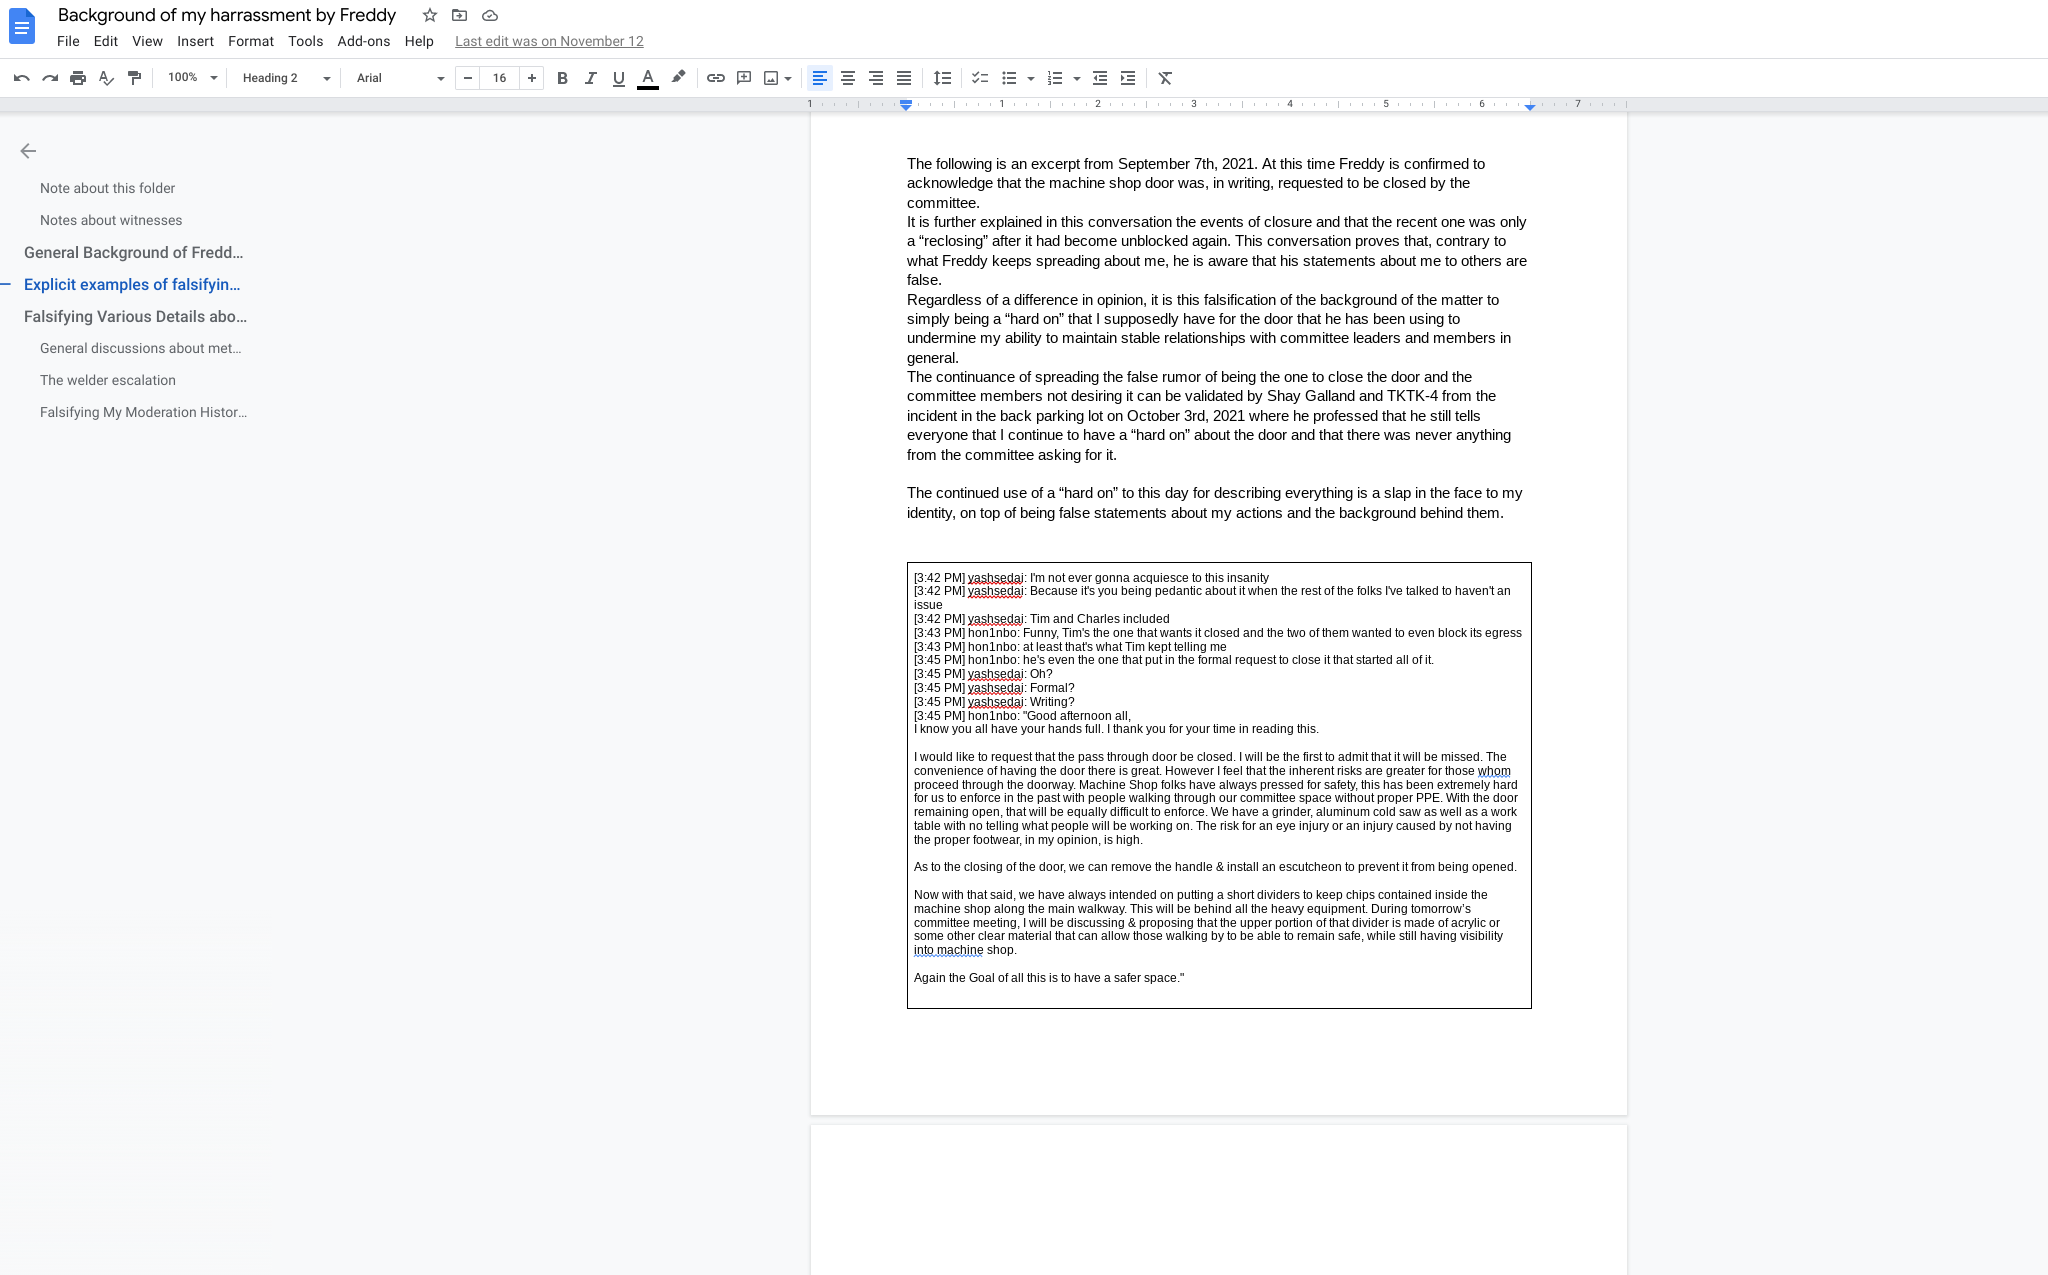 Background of my harrassment by Freddy
File Edit View Insert Format Tools Add-ons Help Last edit was on November 12
100% Heading 2 Arial 16
1 1 2 3 4 5 6 7
Note about this folder
Notes about witnesses
General Background of Fredd...
Explicit examples of falsifyin...
Falsifying Various Details abo...
General discussions about met...
The welder escalation
Falsifying My Moderation Histor...
The following is an excerpt from September 7th, 2021. At this time Freddy is confirmed to
acknowledge that the machine shop door was, in writing, requested to be closed by the
committee.
It is further explained in this conversation the events of closure and that the recent one was only
a “reclosing” after it had become unblocked again. This conversation proves that, contrary to
what Freddy keeps spreading about me, he is aware that his statements about me to others are
false.
Regardless of a difference in opinion, it is this falsification of the background of the matter to
simply being a “hard on” that I supposedly have for the door that he has been using to
undermine my ability to maintain stable relationships with committee leaders and members in
general.
The continuance of spreading the false rumor of being the one to close the door and the
committee members not desiring it can be validated by Shay Galland and TKTK-4 from the
incident in the back parking lot on October 3rd, 2021 where he professed that he still tells
everyone that I continue to have a “hard on” about the door and that there was never anything
from the committee asking for it.
The continued use of a “hard on” to this day for describing everything is a slap in the face to my
identity, on top of being false statements about my actions and the background behind them.
[3:42 PM] yashsedai: I'm not ever gonna acquiesce to this insanity
[3:42 PM] yashsedai: Because it's you being pedantic about it when the rest of the folks I've talked to haven't an
issue
[3:42 PM] yashsedai: Tim and Charles included
[3:43 PM] hon1nbo: Funny, Tim's the one that wants it closed and the two of them wanted to even block its egress
[3:43 PM] hon1nbo: at least that's what Tim kept telling me
[3:45 PM] hon1nbo: he's even the one that put in the formal request to close it that started all of it.
[3:45 PM] yashsedai: Oh?
[3:45 PM] yashsedai: Formal?
[3:45 PM] yashsedai: Writing?
[3:45 PM] hon1nbo: "Good afternoon all,
I know you all have your hands full. I thank you for your time in reading this.
I would like to request that the pass through door be closed. I will be the first to admit that it will be missed. The
convenience of having the door there is great. However I feel that the inherent risks are greater for those whom
proceed through the doorway. Machine Shop folks have always pressed for safety, this has been extremely hard
for us to enforce in the past with people walking through our committee space without proper PPE. With the door
remaining open, that will be equally difficult to enforce. We have a grinder, aluminum cold saw as well as a work
table with no telling what people will be working on. The risk for an eye injury or an injury caused by not having
the proper footwear, in my opinion, is high.
As to the closing of the door, we can remove the handle & install an escutcheon to prevent it from being opened.
Now with that said, we have always intended on putting a short dividers to keep chips contained inside the
machine shop along the main walkway. This will be behind all the heavy equipment. During tomorrow’s
committee meeting, I will be discussing & proposing that the upper portion of that divider is made of acrylic or
some other clear material that can allow those walking by to be able to remain safe, while still having visibility
into machine shop.
Again the Goal of all this is to have a safer space."